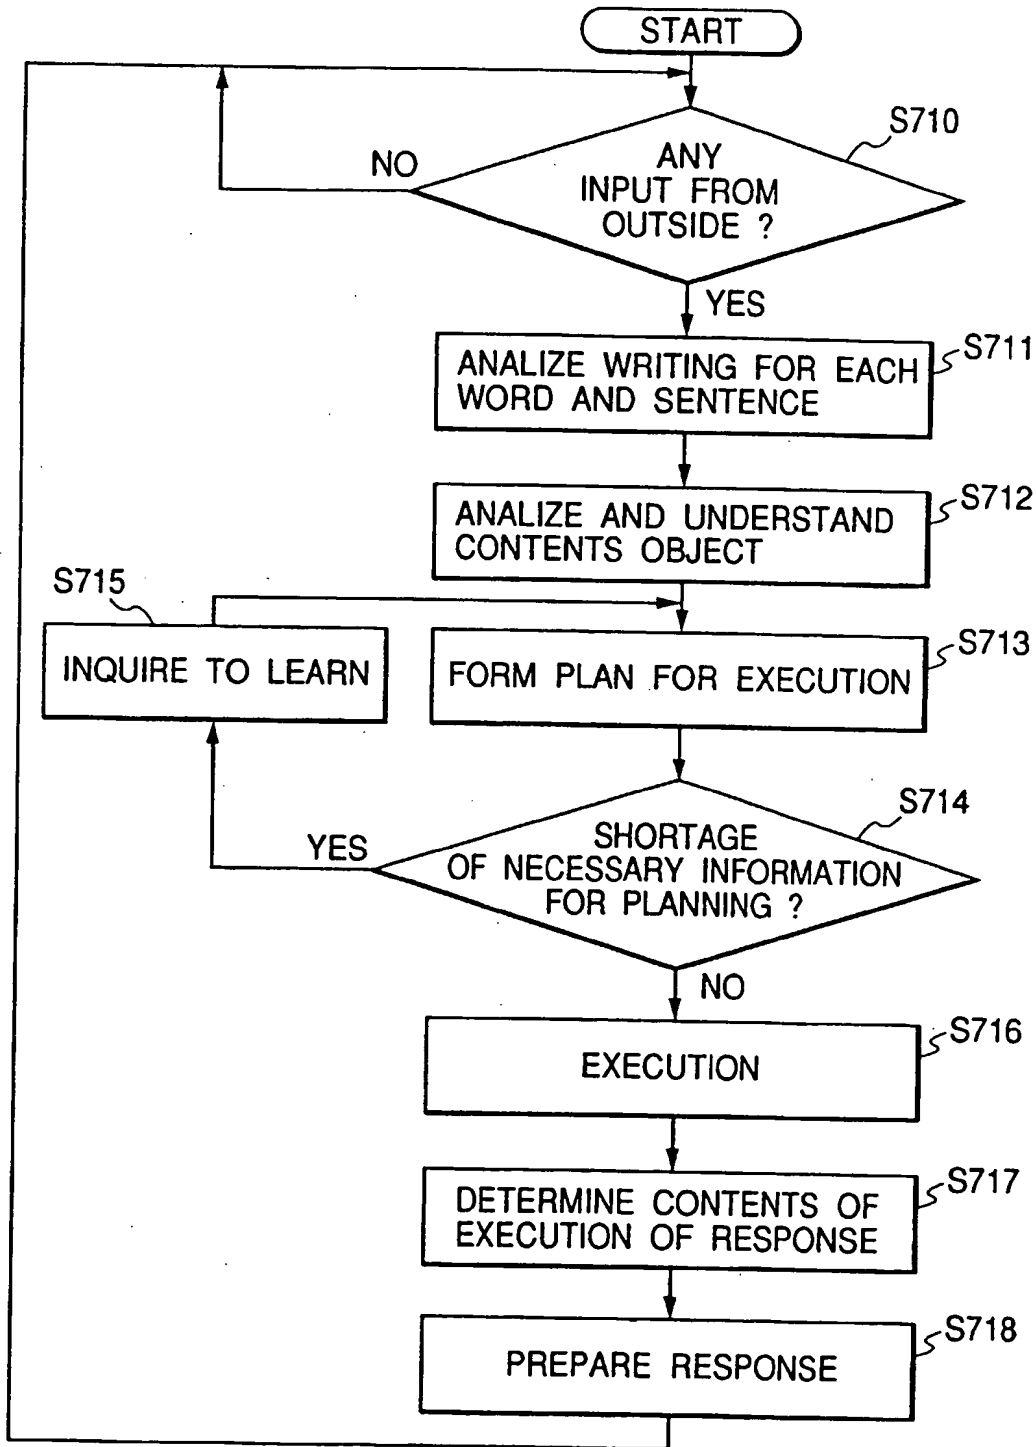 START
S710
NO
ANY
INPUT FROM
OUTSIDE ?
YES
S711
ANALIZE WRITING FOR EACH
WORD AND SENTENCE
S712
ANALIZE AND UNDERSTAND
CONTENTS OBJECT
S715
INQUIRE TO LEARN
S713
FORM PLAN FOR EXECUTION
S714
YES
SHORTAGE
OF NECESSARY INFORMATION
FOR PLANNING ?
NO
S716
EXECUTION
S717
DETERMINE CONTENTS OF
EXECUTION OF RESPONSE
S718
PREPARE RESPONSE